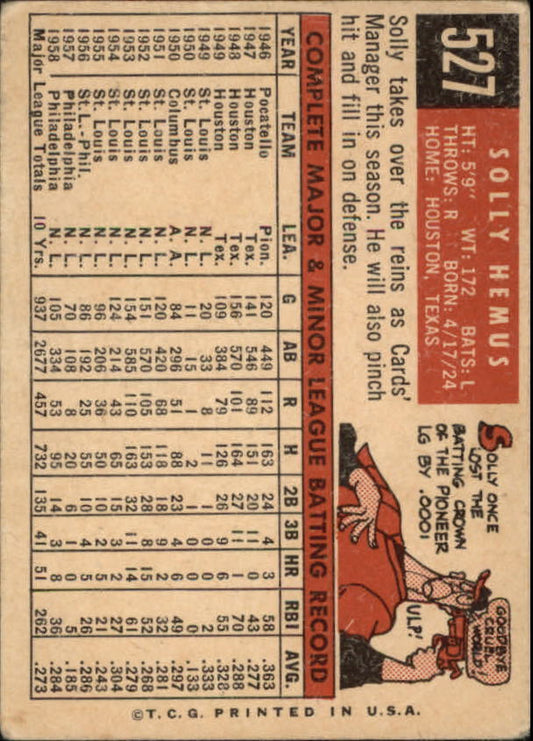 527
SOLLY HEMUS
HT: 5'9" WT: 172 BATS: L
THROWS: R BORN: 4/17/24
HOME: HOUSTON, TEXAS
Solly takes over the reins as Cards'
Manager this season. He will also pinch
hit and fill in on defense.
SOLLY ONCE
LOST THE
BATTING CROWN
OF THE PIONEER
LG BY .0001
GOODBYE
CRUEL
WORLD!
ULP!
COMPLETE MAJOR & MINOR LEAGUE BATTING RECORD
YEAR TEAM LEA. G AB R H 2B 3B HR RBI AVG.
1946 Pocatello Pion. 120 449 112 163 24 4 3 58 .363
1947 Houston Tex. 141 546 89 151 20 11 1 43 .277
1948 Houston Tex. 156 570 101 164 27 1 0 70 .288
1949 Houston Tex. 109 384 79 126 26 9 6 55 .328
1949 St. Louis N. L. 20 33 8 11 1 0 0 2 .333
1950 St. Louis N. L. 11 15 1 2 1 0 0 0 .133
1950 Columbus A. A. 84 296 51 88 23 4 6 49 .297
1951 St. Louis N. L. 120 420 68 118 18 9 2 32 .281
1952 St. Louis N. L. 151 570 105 153 28 8 15 52 .268
1953 St. Louis N. L. 154 585 110 163 32 11 14 61 .279
1954 St. Louis N. L. 124 214 43 65 15 3 2 27 .304
1955 St. Louis N. L. 96 206 36 50 10 2 5 21 .243
1956 St. L.-Phil. N. L. 86 192 25 55 10 4 5 26 .286
1957 Philadelphia N. L. 70 108 8 20 6 1 0 5 .185
1958 Philadelphia N. L. 105 334 53 95 14 3 8 36 .284
Major League Totals 10 Yrs. 937 2677 457 732 135 41 51 262 .273
©T.C.G. PRINTED IN U.S.A.